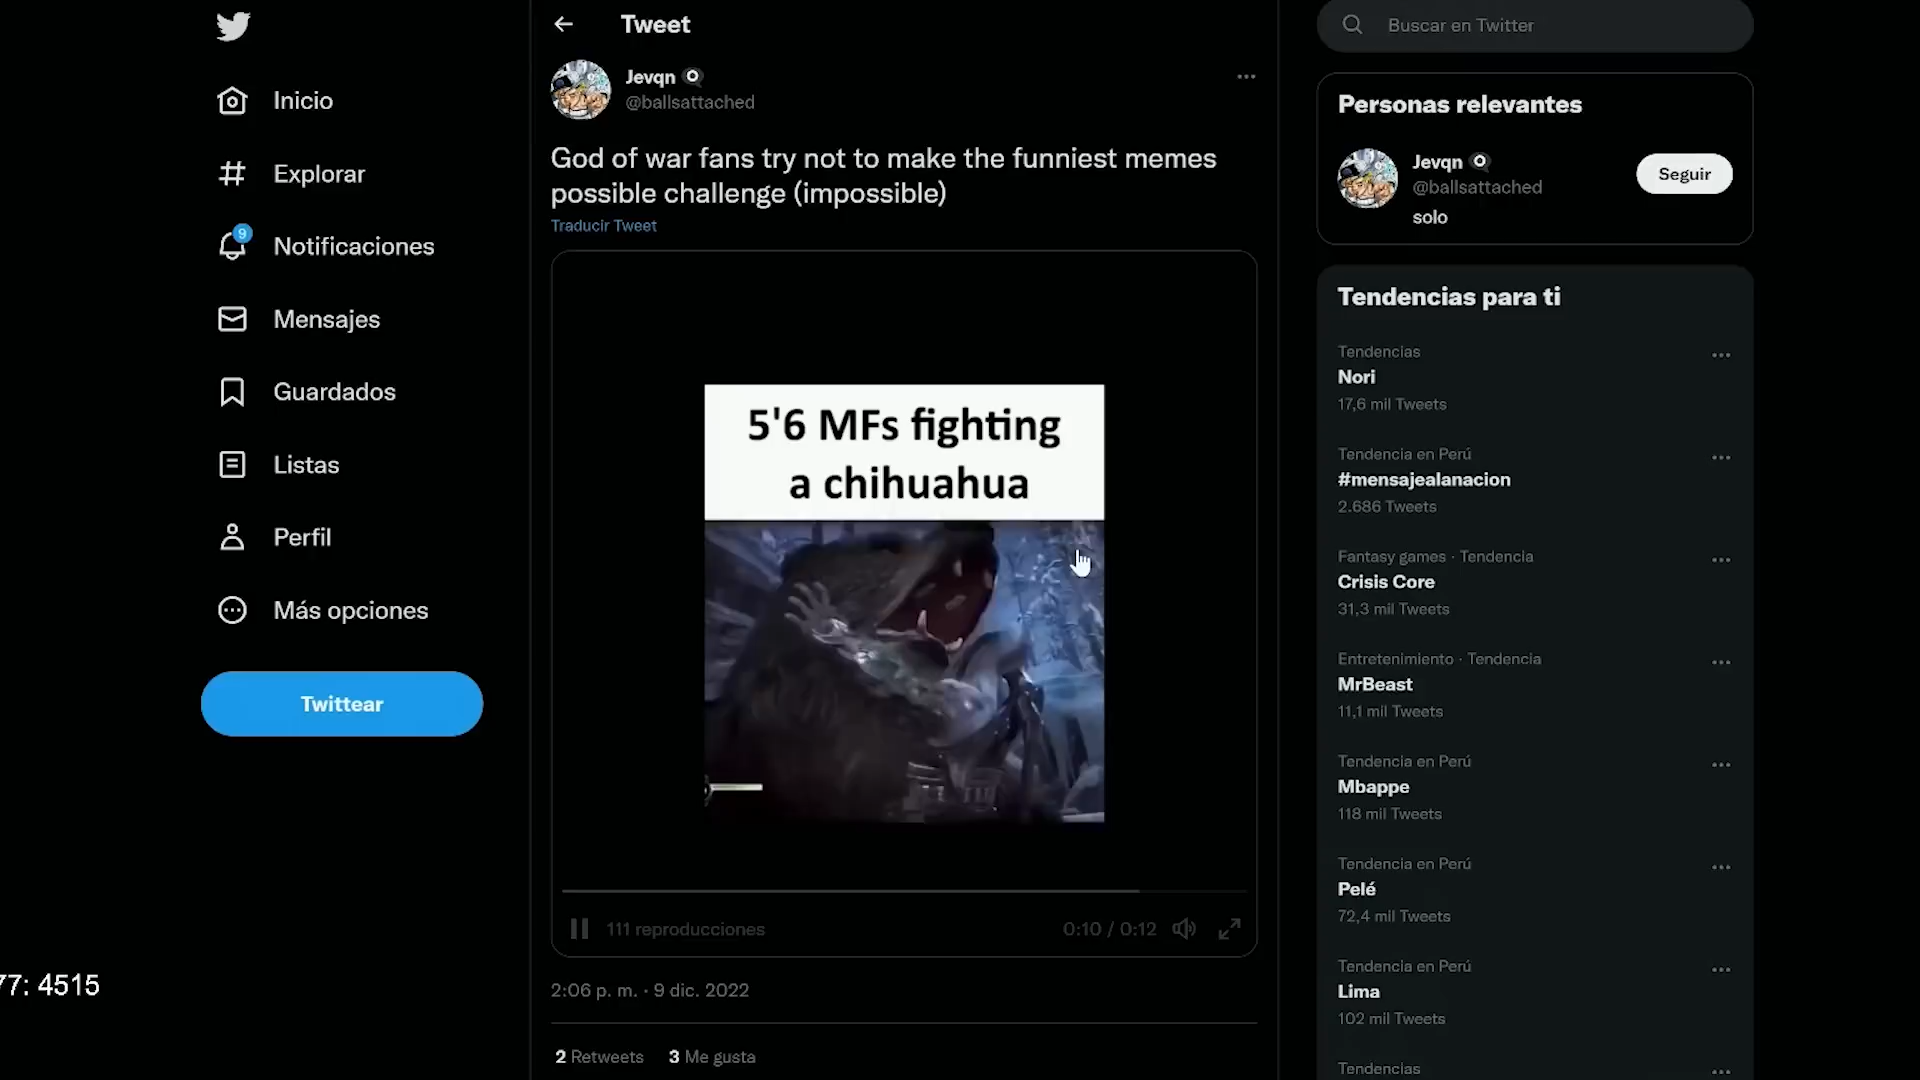 Inicio
Explorar
9
Notificaciones
Mensajes
Guardados
Listas
Perfil
Más opciones
Twittear
77: 4515
Tweet
Jevqn
@ballsattached
God of war fans try not to make the funniest memes
possible challenge (impossible)
Traducir Tweet
5'6 MFs fighting
a chihuahua
111 reproducciones
0:10 / 0:12
2:06 p. m. · 9 dic. 2022
2 Retweets 3 Me gusta
Buscar en Twitter
Personas relevantes
Jevqn
@ballsattached
Seguir
solo
Tendencias para ti
Tendencias
Nori
17,6 mil Tweets
Tendencia en Perú
#mensajealanacion
2.686 Tweets
Fantasy games · Tendencia
Crisis Core
31,3 mil Tweets
Entretenimiento · Tendencia
MrBeast
11,1 mil Tweets
Tendencia en Perú
Mbappe
118 mil Tweets
Tendencia en Perú
Pelé
72,4 mil Tweets
Tendencia en Perú
Lima
102 mil Tweets
Tendencias